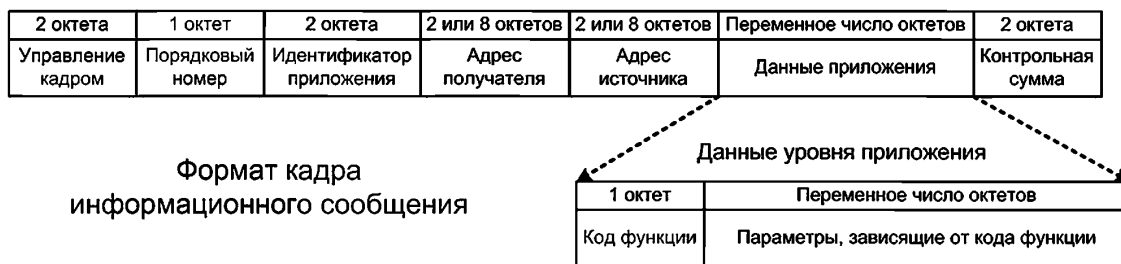 2 октета 1 октет 2 октета 2 или 8 октетов 2 или 8 октетов Переменное число октетов 2 октета
Управление кадром Порядковый номер Идентификатор приложения Адрес получателя Адрес источника Данные приложения Контрольная сумма
Формат кадра
информационного сообщения
Данные уровня приложения
1 октет Переменное число октетов
Код функции Параметры, зависящие от кода функции